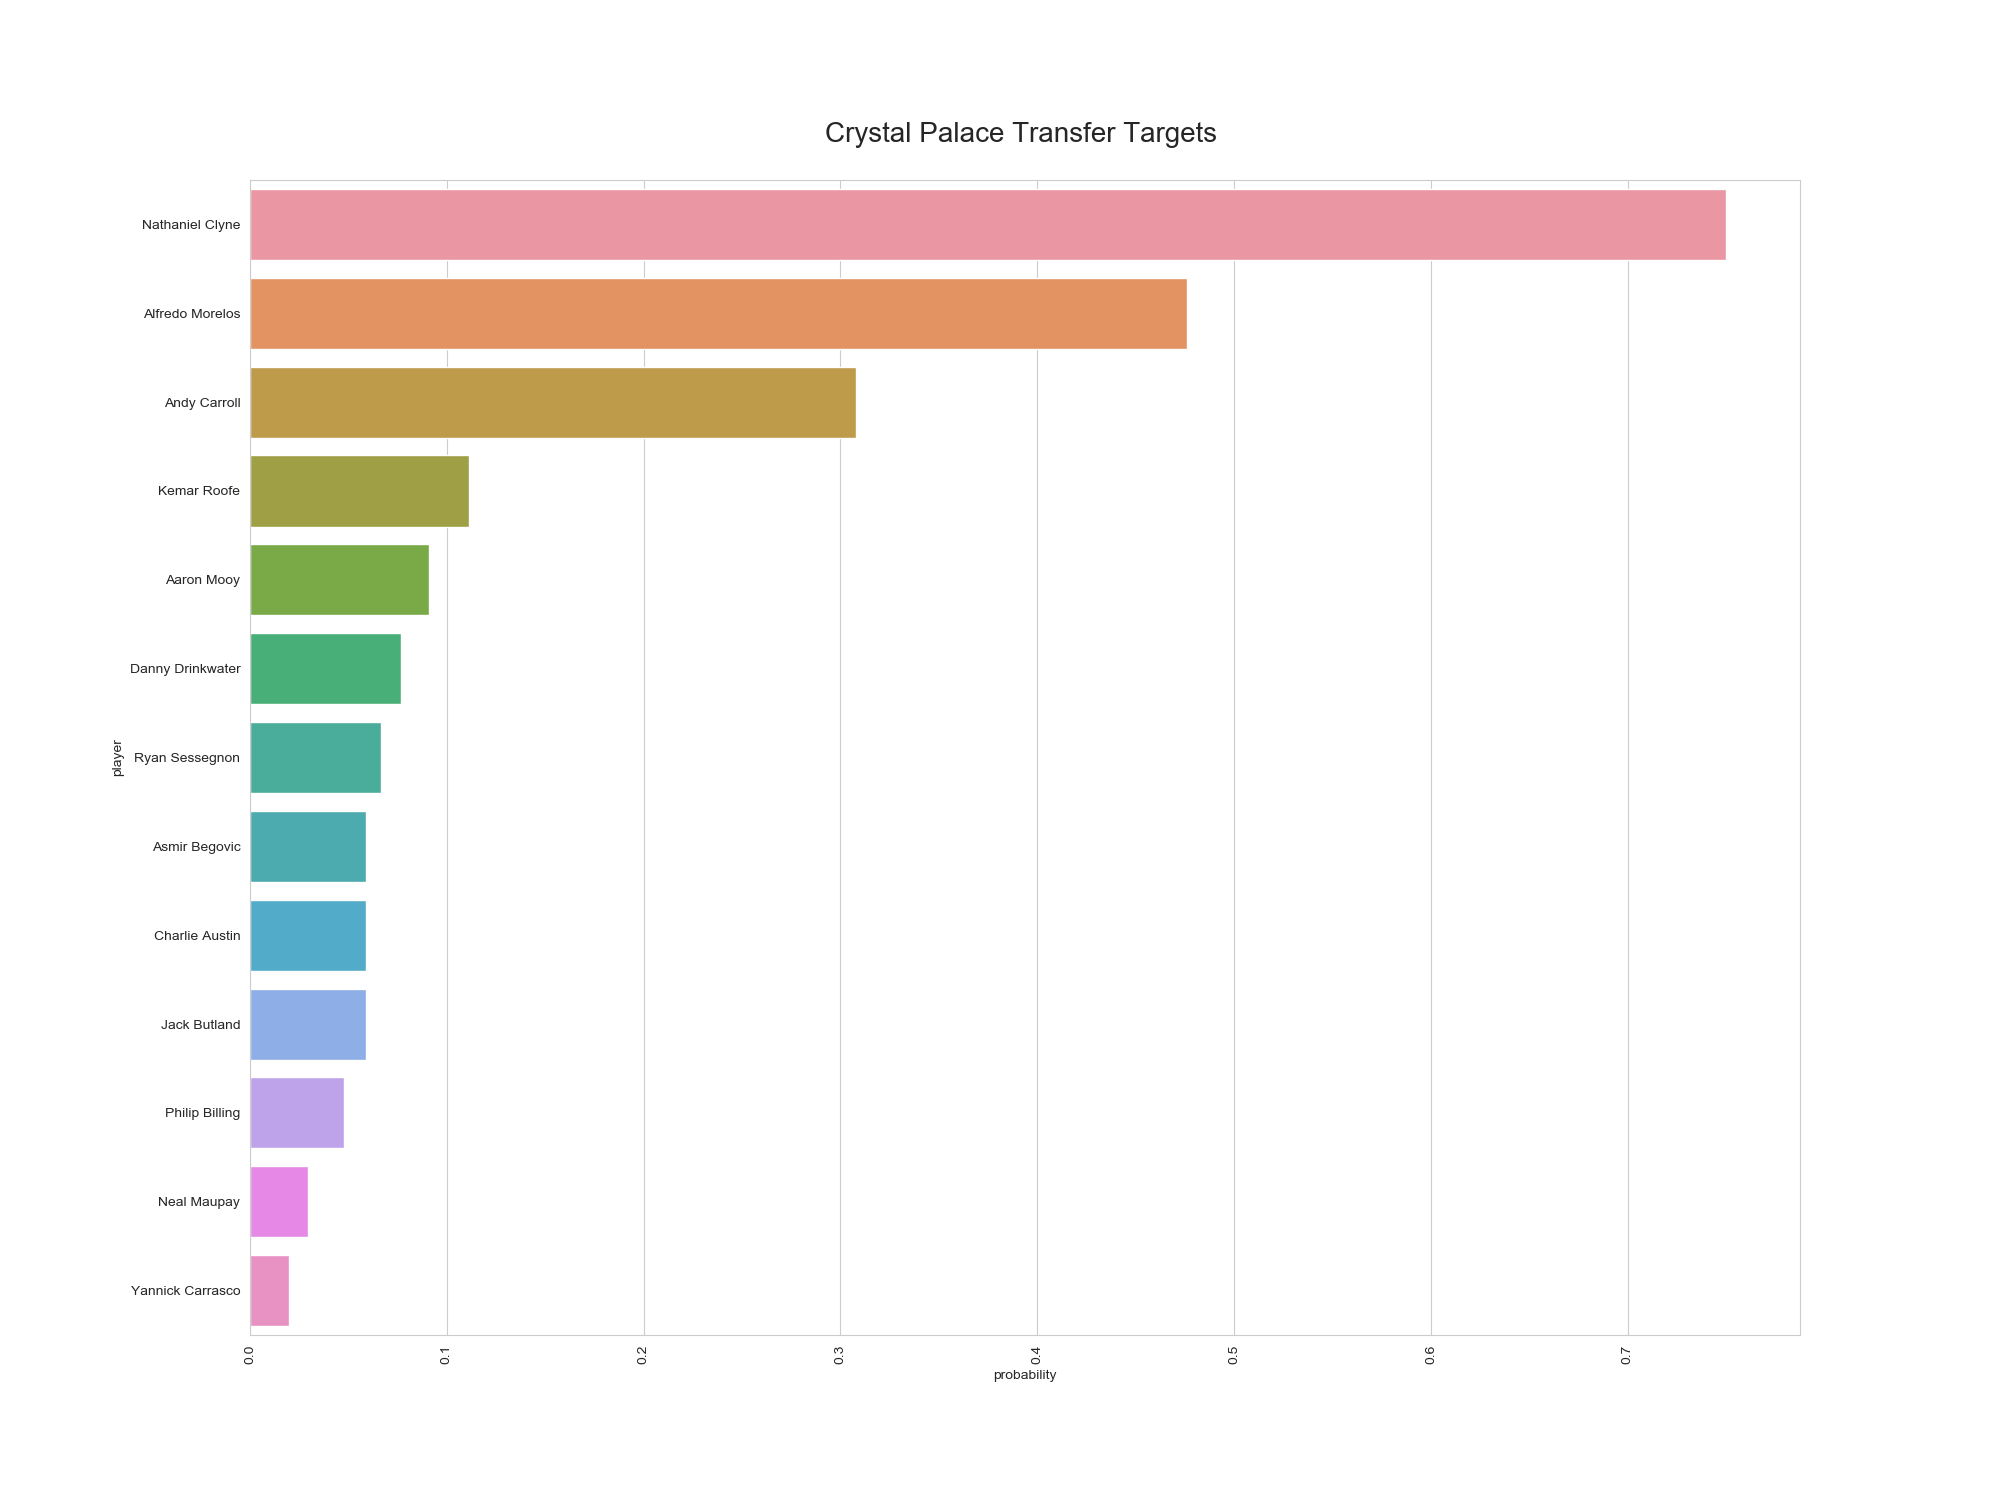 Crystal Palace Transfer Targets
Nathaniel Clyne
Alfredo Morelos
Andy Carroll
Kemar Roofe
Aaron Mooy
Danny Drinkwater
Ryan Sessegnon
Asmir Begovic
Charlie Austin
Jack Butland
Philip Billing
Neal Maupay
Yannick Carrasco
player
0.0 0.1 0.2 0.3 0.4 0.5 0.6 0.7
probability